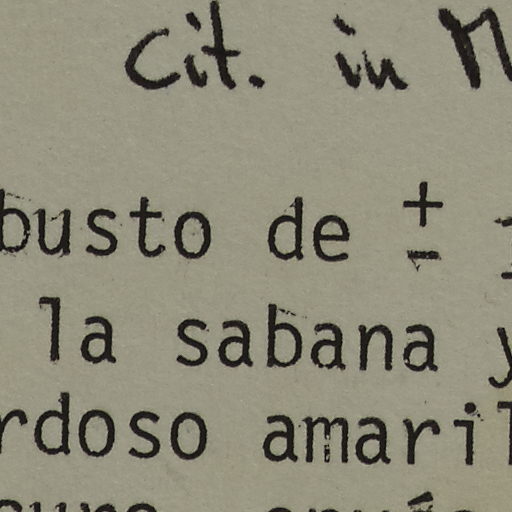 cit. in M
busto de ±
la sabana y
rdoso amaril